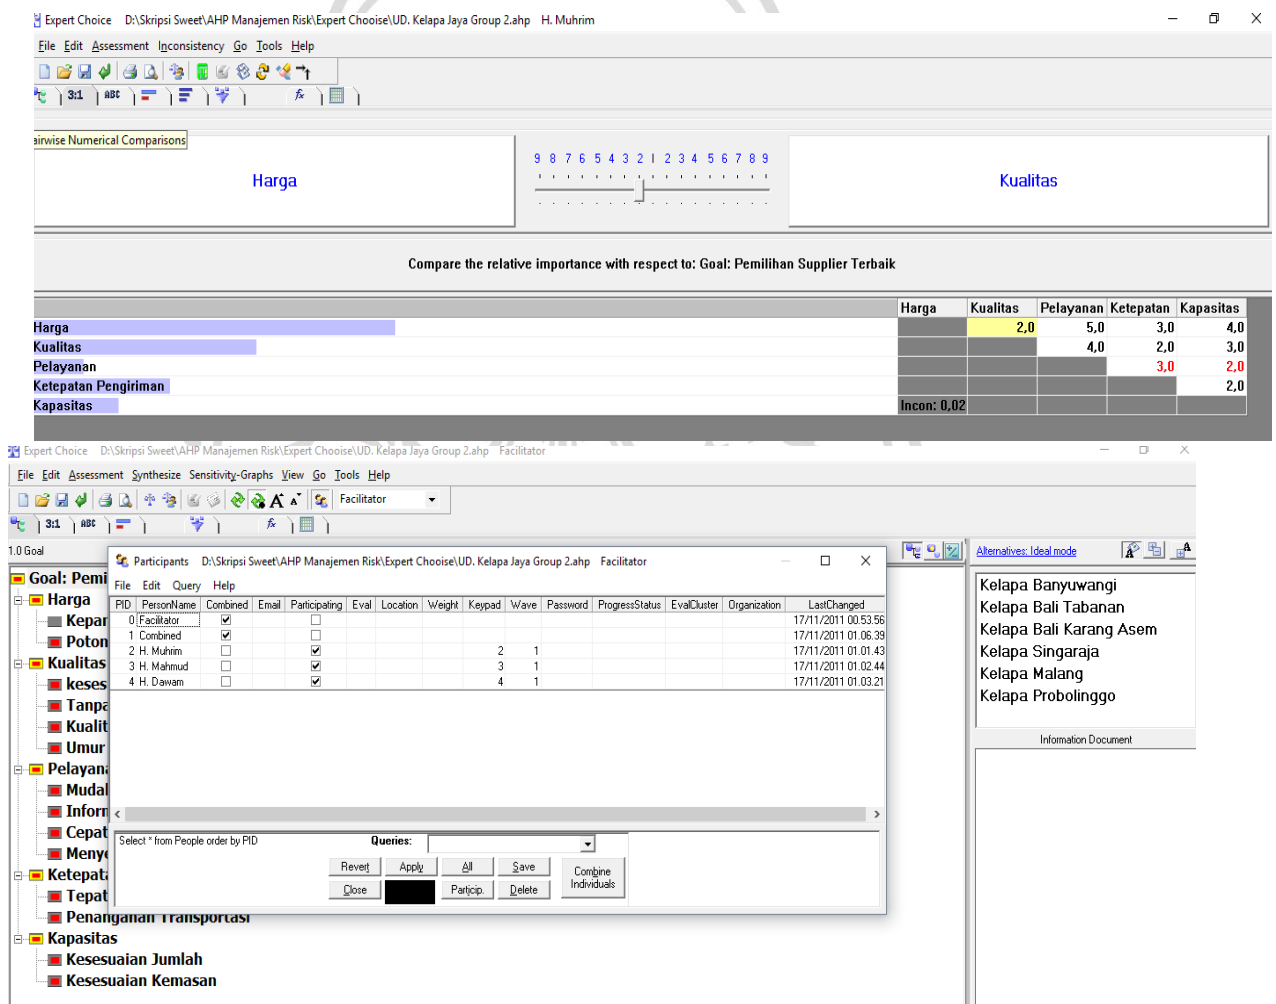 Expert Choice D:\Skripsi Sweet\AHP Manajemen Risk\Expert Chooise\UD. Kelapa Jaya Group 2.ahp H. Muhrim
File Edit Assessment Inconsistency Go Tools Help
3:1 ABC fx
airwise Numerical Comparisons
9 8 7 6 5 4 3 2 1 2 3 4 5 6 7 8 9
Harga Kualitas
Compare the relative importance with respect to: Goal: Pemilihan Supplier Terbaik
Harga Kualitas Pelayanan Ketepatan Kapasitas
Harga 2,0 5,0 3,0 4,0
Kualitas 4,0 2,0 3,0
Pelayanan 3,0 2,0
Ketepatan Pengiriman 2,0
Kapasitas Incon: 0,02
Expert Choice D:\Skripsi Sweet\AHP Manajemen Risk\Expert Chooise\UD. Kelapa Jaya Group 2.ahp Facilitator
File Edit Assessment Synthesize Sensitivity-Graphs View Go Tools Help
A A Facilitator
3:1 ABC fx
1.0 Goal
Goal: Pemi
Harga
Kepar
Poton
Kualitas
keses
Tanpa
Kualit
Umur
Pelayana
Mudal
Inforn
Cepat
Menye
Ketepata
Tepat
Penanganan Transportasi
Kapasitas
Kesesuaian Jumlah
Kesesuaian Kemasan
Participants D:\Skripsi Sweet\AHP Manajemen Risk\Expert Chooise\UD. Kelapa Jaya Group 2.ahp Facilitator
File Edit Query Help
PID PersonName Combined Email Participating Eval Location Weight Keypad Wave Password ProgressStatus EvalCluster Organization LastChanged
0 Facilitator 17/11/2011 00.53.56
1 Combined 17/11/2011 01.06.39
2 H. Muhrim 2 1 17/11/2011 01.01.43
3 H. Mahmud 3 1 17/11/2011 01.02.44
4 H. Dawam 4 1 17/11/2011 01.03.21
Select * from People order by PID
Queries:
Revert Apply All Save
Close Particip. Delete
Combine
Individuals
Alternatives: Ideal mode
Kelapa Banyuwangi
Kelapa Bali Tabanan
Kelapa Bali Karang Asem
Kelapa Singaraja
Kelapa Malang
Kelapa Probolinggo
Information Document